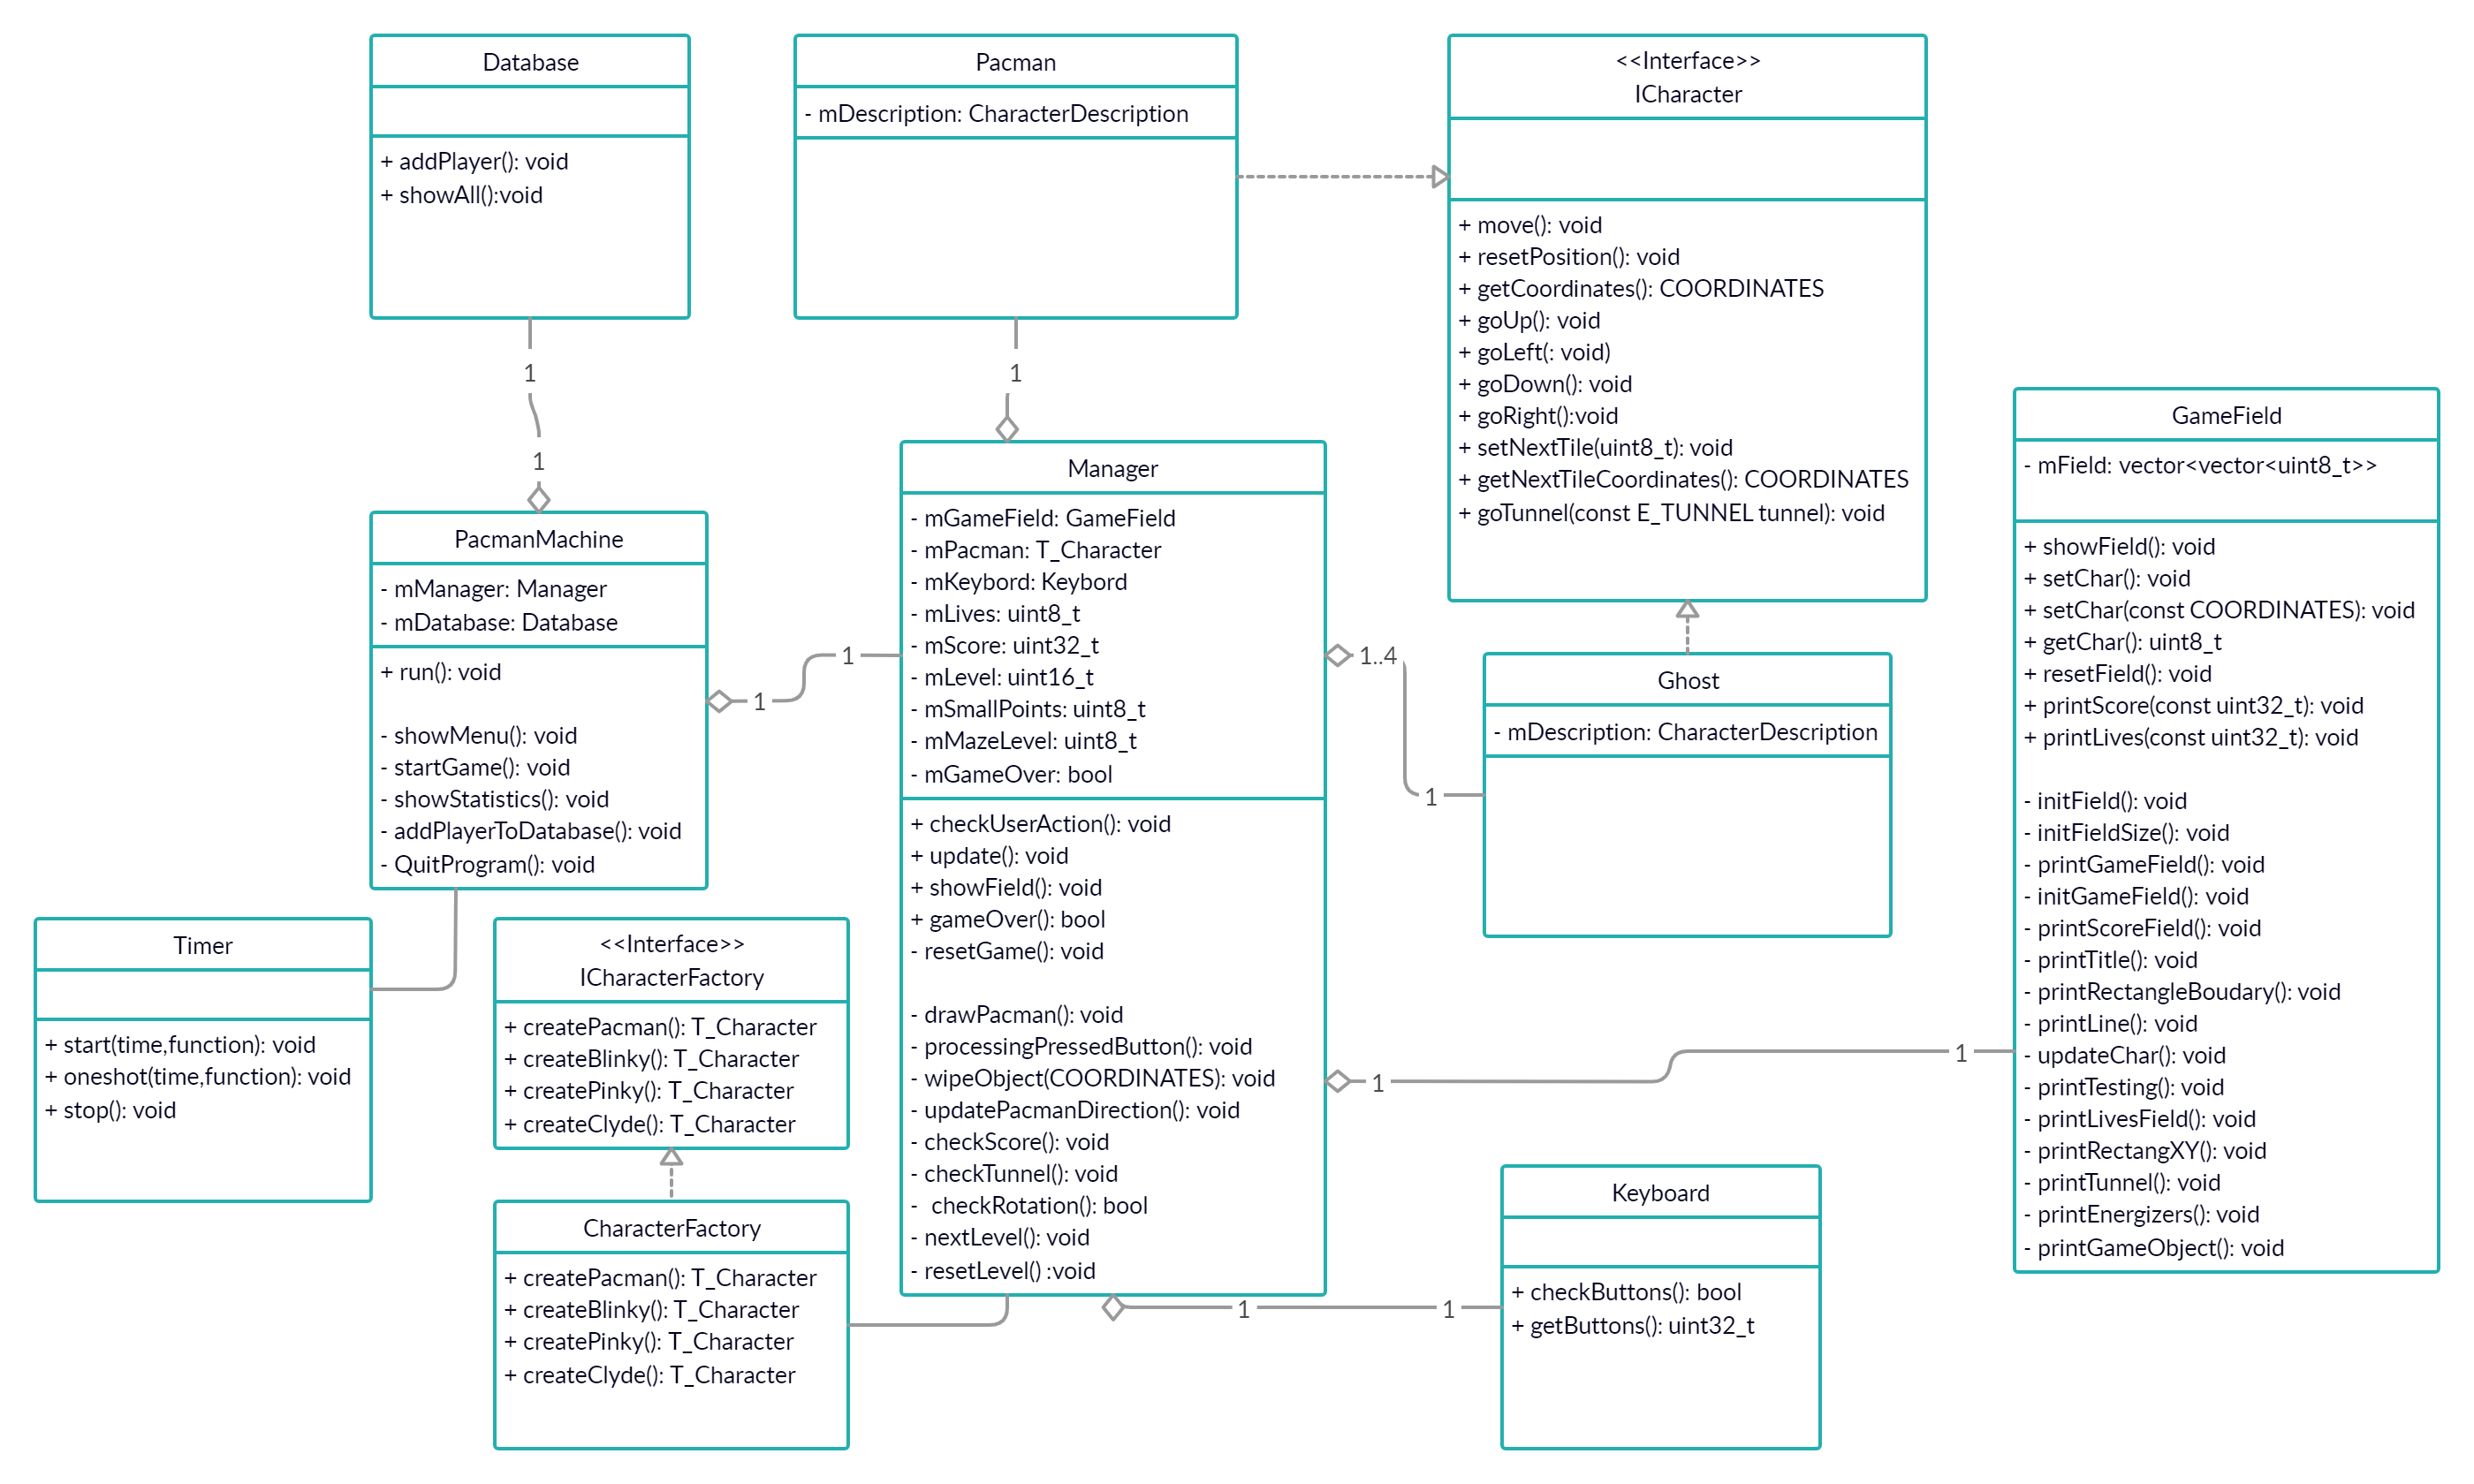 Database
+ addPlayer(): void
+ showAll():void
1
1
Pacman
- mDescription: CharacterDescription
1
<<Interface>>
ICharacter
+ move(): void
+ resetPosition(): void
+ getCoordinates(): COORDINATES
+ goUp(): void
+ goLeft(: void)
+ goDown(): void
+ goRight():void
+ setNextTile(uint8_t): void
+ getNextTileCoordinates(): COORDINATES
+ goTunnel(const E_TUNNEL tunnel): void
PacmanMachine
- mManager: Manager
- mDatabase: Database
+ run(): void
- showMenu(): void
- startGame(): void
- showStatistics(): void
- addPlayerToDatabase(): void
- QuitProgram(): void
1
1
Manager
- mGameField: GameField
- mPacman: T_Character
- mKeybord: Keybord
- mLives: uint8_t
- mScore: uint32_t
- mLevel: uint16_t
- mSmallPoints: uint8_t
- mMazeLevel: uint8_t
- mGameOver: bool
+ checkUserAction(): void
+ update(): void
+ showField(): void
+ gameOver(): bool
- resetGame(): void
- drawPacman(): void
- processingPressedButton(): void
- wipeObject(COORDINATES): void
- updatePacmanDirection(): void
- checkScore(): void
- checkTunnel(): void
-  checkRotation(): bool
- nextLevel(): void
- resetLevel() :void
1..4
1
Ghost
- mDescription: CharacterDescription
GameField
- mField: vector<vector<uint8_t>>
+ showField(): void
+ setChar(): void
+ setChar(const COORDINATES): void
+ getChar(): uint8_t
+ resetField(): void
+ printScore(const uint32_t): void
+ printLives(const uint32_t): void
- initField(): void
- initFieldSize(): void
- printGameField(): void
- initGameField(): void
- printScoreField(): void
- printTitle(): void
- printRectangleBoudary(): void
- printLine(): void
- updateChar(): void
- printTesting(): void
- printLivesField(): void
- printRectangXY(): void
- printTunnel(): void
- printEnergizers(): void
- printGameObject(): void
1
1
Timer
+ start(time,function): void
+ oneshot(time,function): void
+ stop(): void
<<Interface>>
ICharacterFactory
+ createPacman(): T_Character
+ createBlinky(): T_Character
+ createPinky(): T_Character
+ createClyde(): T_Character
CharacterFactory
+ createPacman(): T_Character
+ createBlinky(): T_Character
+ createPinky(): T_Character
+ createClyde(): T_Character
1
1
Keyboard
+ checkButtons(): bool
+ getButtons(): uint32_t